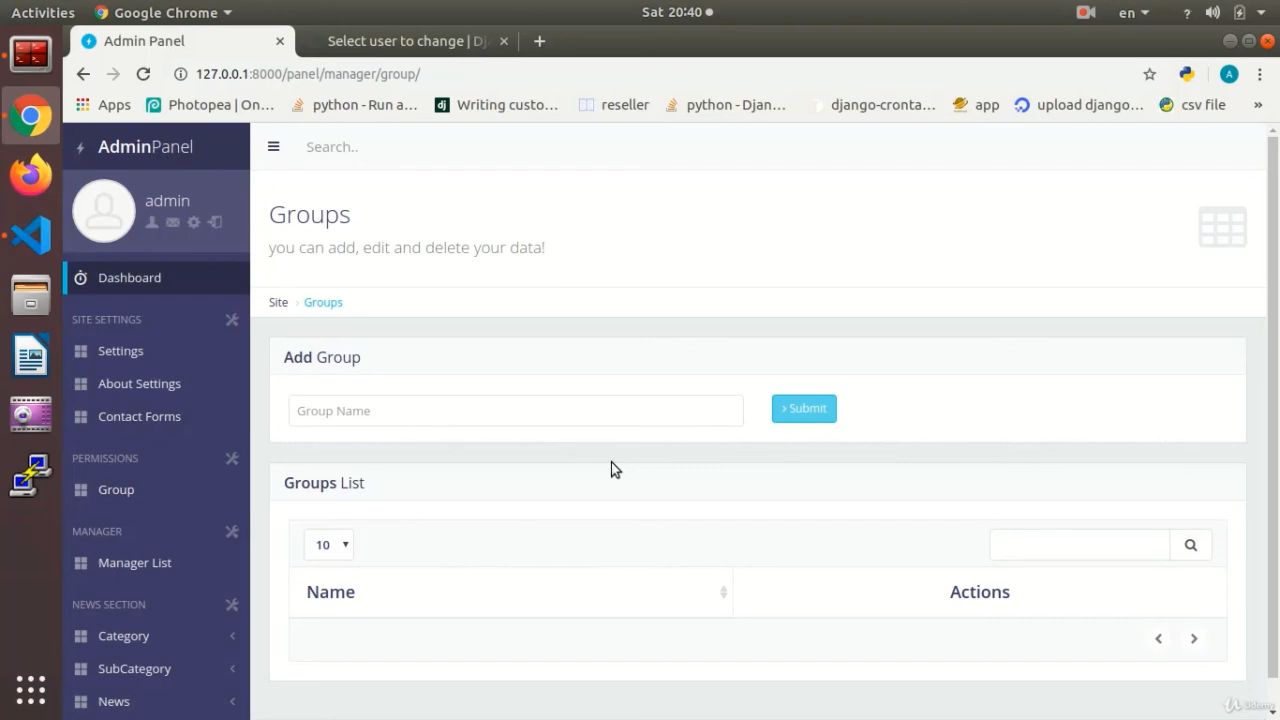 Activities
Google Chrome
Sat 20:40
en
Admin Panel
Select user to change | Dj
127.0.0.1:8000/panel/manager/group/
A
Apps
Photopea | On...
python - Run a...
dj
Writing custo...
reseller
python - Djan...
django-cronta...
app
upload django...
csv file
»
AdminPanel
Search..
admin
Groups
you can add, edit and delete your data!
Dashboard
Site
Groups
SITE SETTINGS
Settings
About Settings
Contact Forms
Add Group
Group Name
› Submit
PERMISSIONS
Group
Groups List
MANAGER
Manager List
10
Name
Actions
NEWS SECTION
Category
SubCategory
News
Udemy